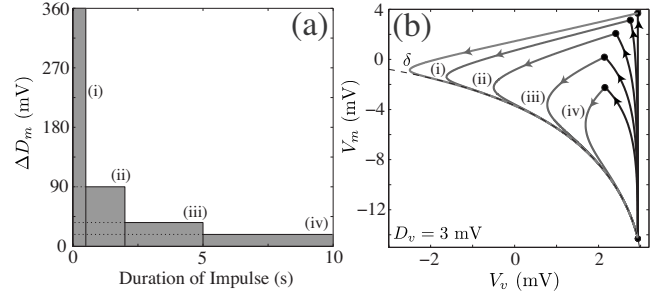 (a)
360
270
180
90
0
ΔD_m (mV)
(i)
(ii)
(iii)
(iv)
0
5
10
Duration of Impulse (s)
(b)
4
0
−4
−8
−12
V_m (mV)
δ
(i)
(ii)
(iii)
(iv)
D_v = 3 mV
−2
0
2
V_v (mV)